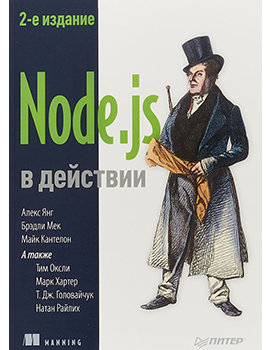 2-е издание
Node.js
в действии
Алекс Янг
Брэдли Мек
Майк Кантелон
А также
Тим Оксли
Марк Хартер
Т. Дж. Головайчук
Натан Райлих
MANNING
ПИТЕР